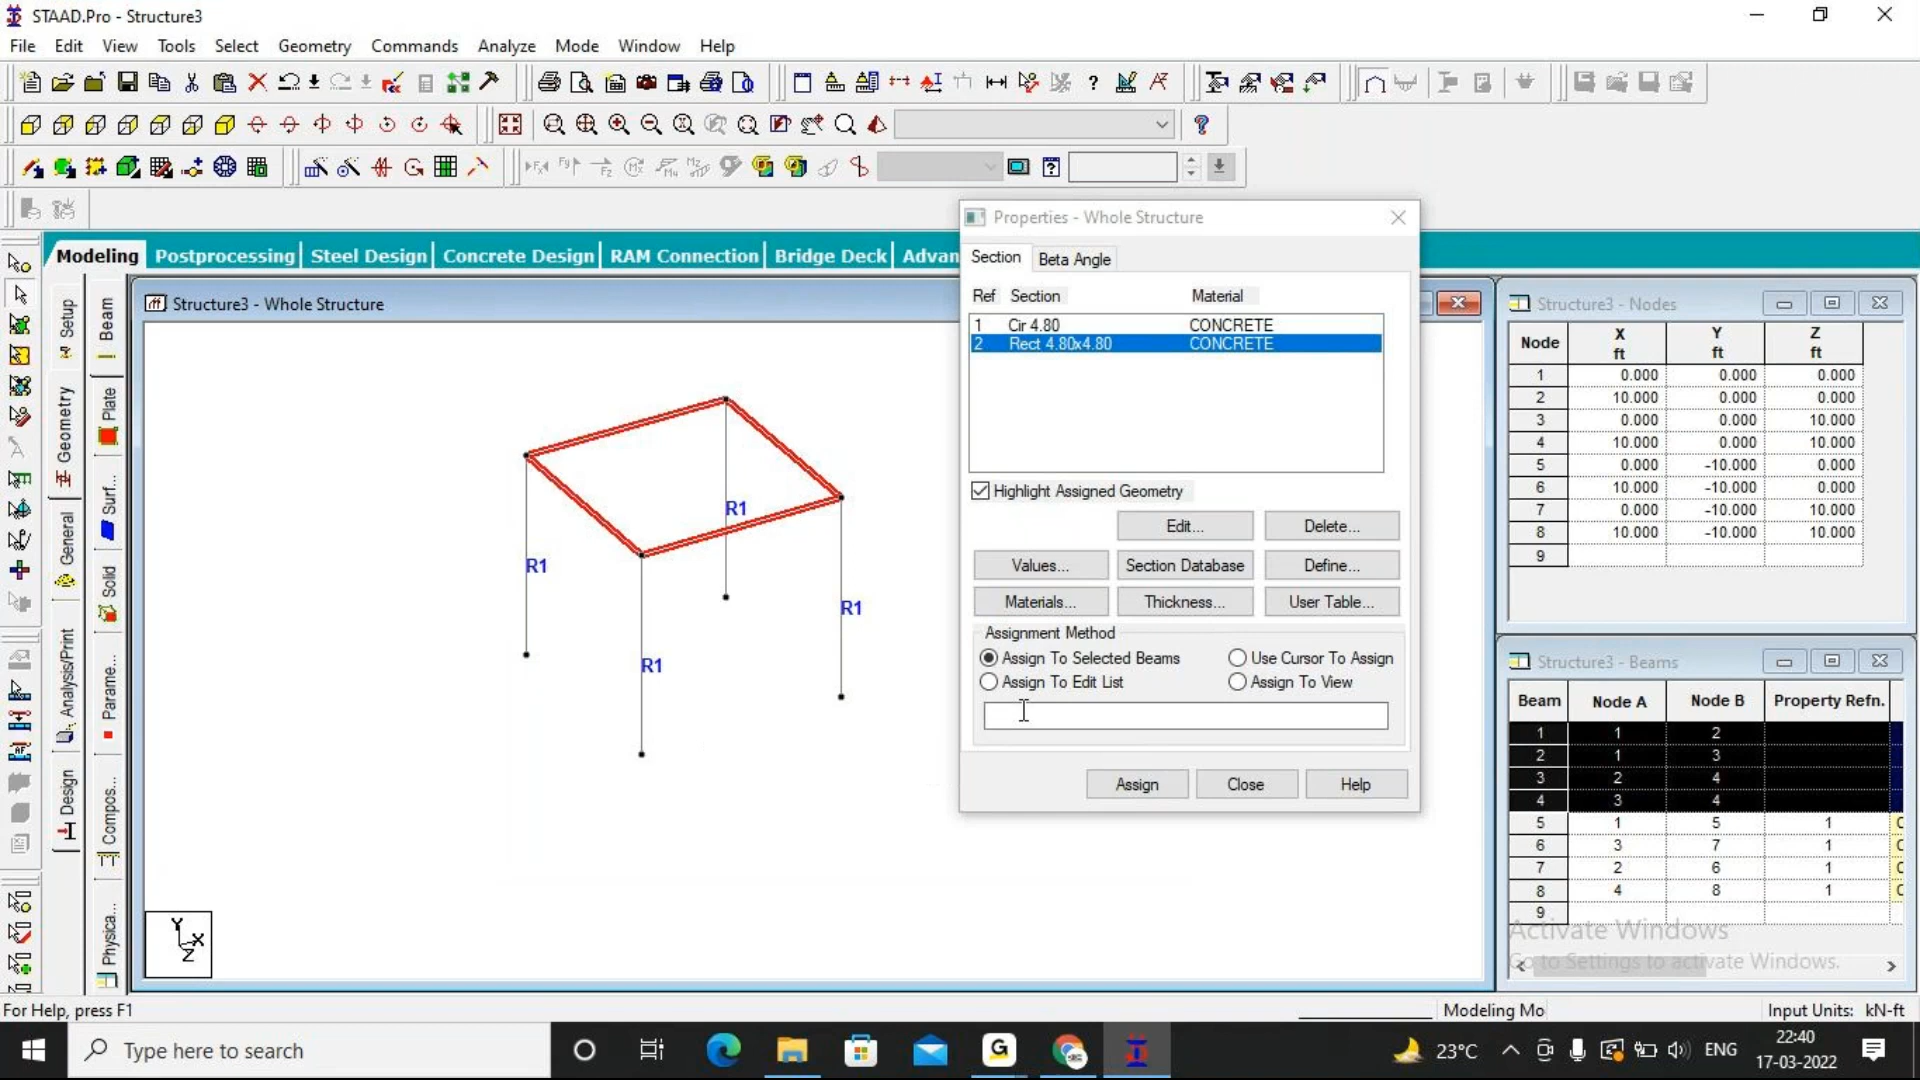 STAAD.Pro - Structure3
File Edit View Tools Select Geometry Commands Analyze Mode Window Help
Modeling Postprocessing Steel Design Concrete Design RAM Connection Bridge Deck Advan
Setup
Geometry
General
Analysis/Print
Design
Beam
Plate
Surf...
Solid
Parame...
Compos...
Physica...
Structure3 - Whole Structure
R1
R1
R1
R1
Y
X
Z
Properties - Whole Structure
Section Beta Angle
Ref Section Material
1 Cir 4.80 CONCRETE
2 Rect 4.80x4.80 CONCRETE
Highlight Assigned Geometry
Edit... Delete...
Values... Section Database Define...
Materials... Thickness... User Table...
Assignment Method
Assign To Selected Beams Use Cursor To Assign
Assign To Edit List Assign To View
Assign Close Help
Structure3 - Nodes
Node X ft Y ft Z ft
1 0.000 0.000 0.000
2 10.000 0.000 0.000
3 0.000 0.000 10.000
4 10.000 0.000 10.000
5 0.000 -10.000 0.000
6 10.000 -10.000 0.000
7 0.000 -10.000 10.000
8 10.000 -10.000 10.000
9
Structure3 - Beams
Beam Node A Node B Property Refn.
1 1 2
2 1 3
3 2 4
4 3 4
5 1 5 1 C
6 3 7 1 C
7 2 6 1 C
8 4 8 1 C
9
Activate Windows
Go to Settings to activate Windows.
For Help, press F1 Modeling Mo Input Units: kN-ft
Type here to search
23°C ENG
22:40
17-03-2022